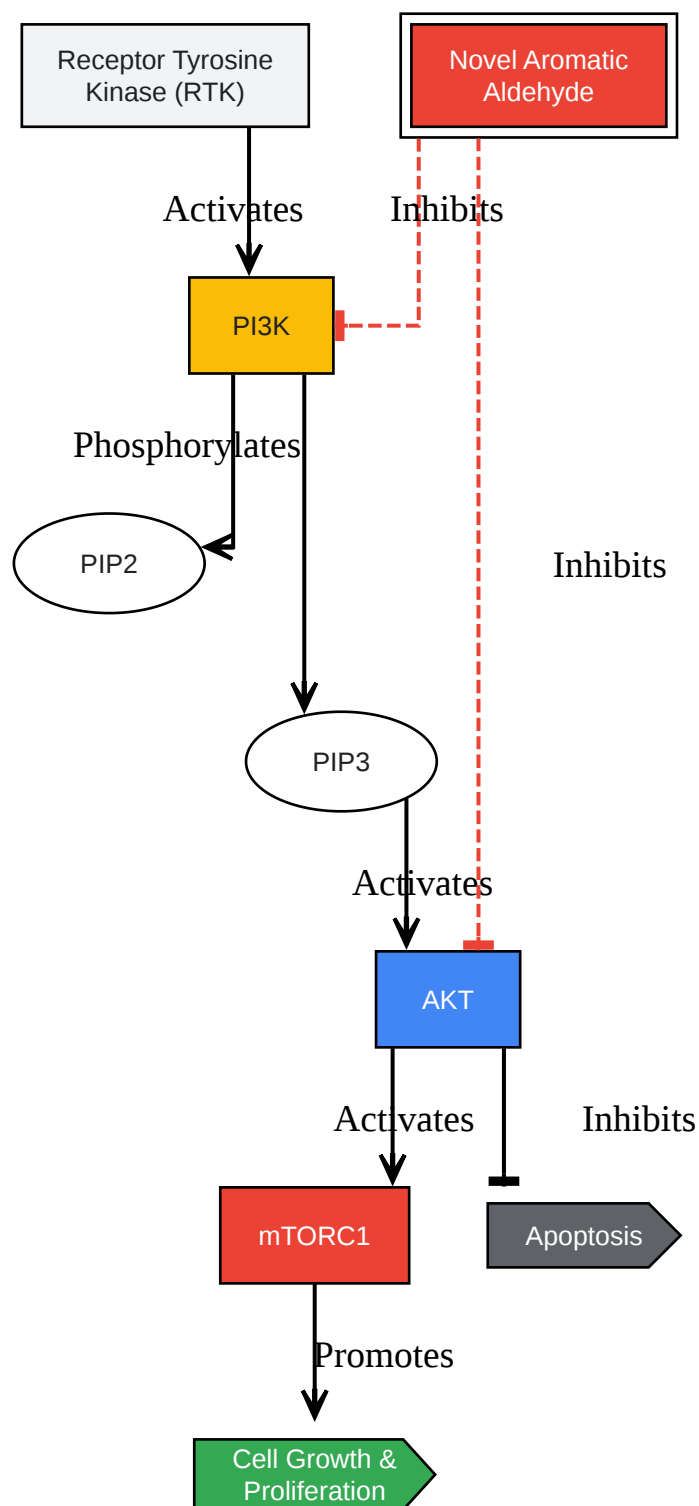 Receptor Tyrosine
Kinase (RTK)
Novel Aromatic
Aldehyde
Activates
Inhibits
PI3K
Phosphorylates
PIP2
Inhibits
PIP3
Activates
AKT
Activates
Inhibits
mTORC1
Apoptosis
Promotes
Cell Growth &
Proliferation